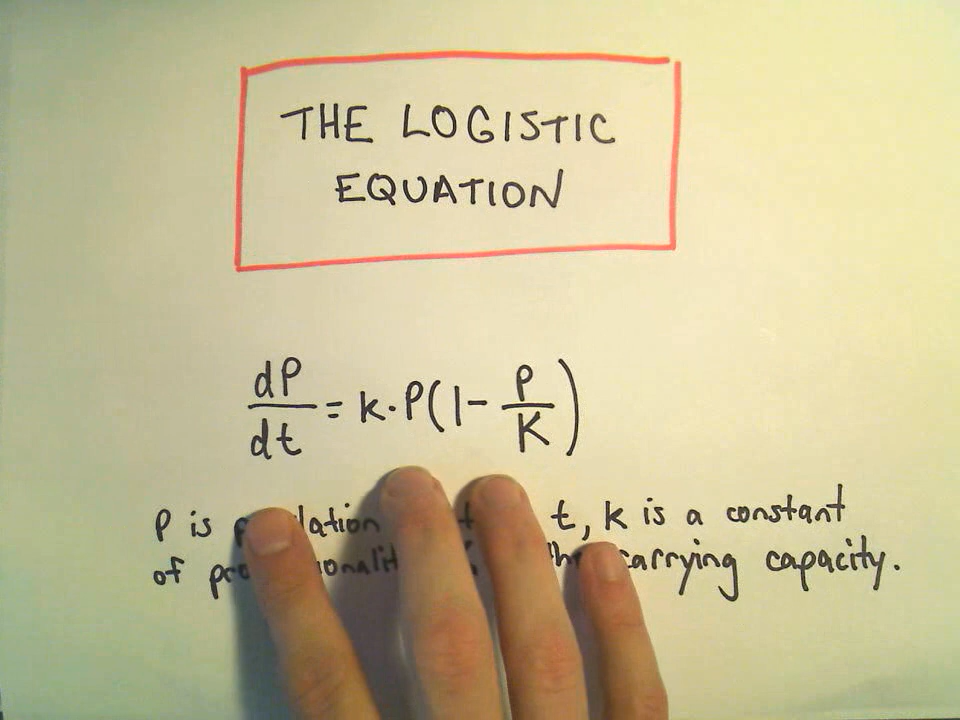 THE LOGISTIC
EQUATION
dP/dt = k·P(1 - P/K)
P is t, k is a constant
of carrying capacity.